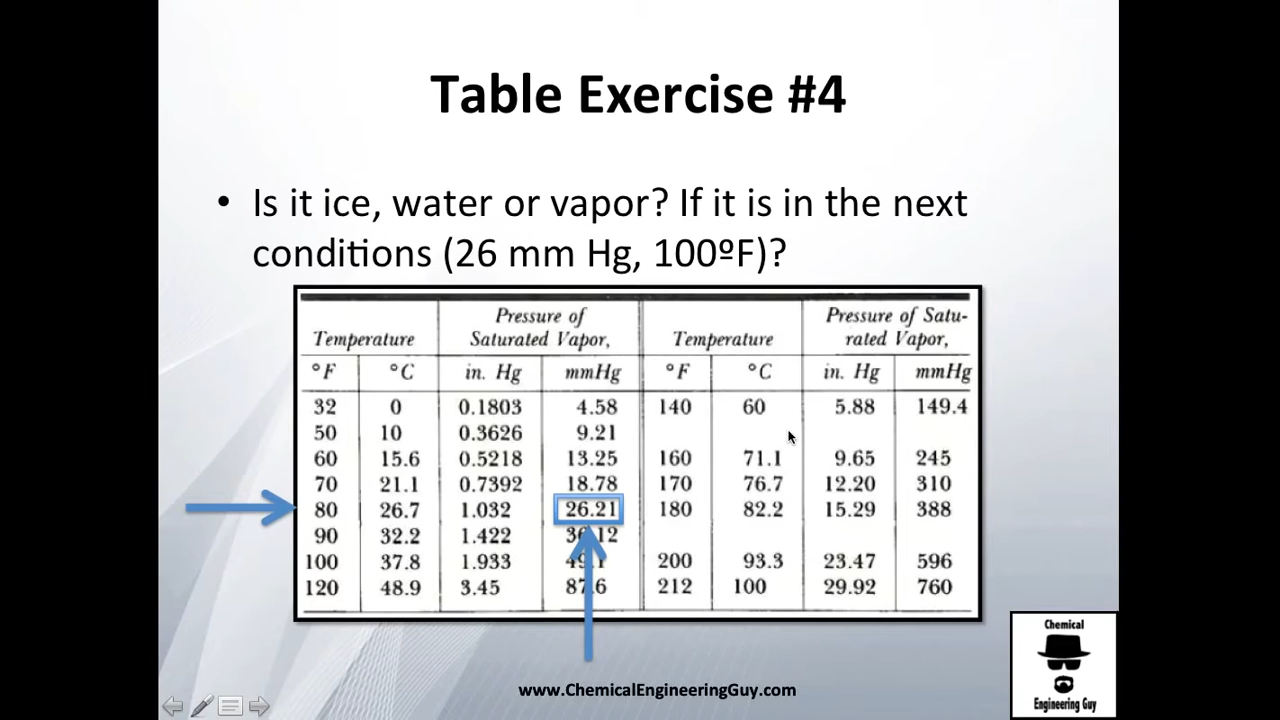 Table Exercise #4
• Is it ice, water or vapor? If it is in the next
conditions (26 mm Hg, 100ºF)?
Temperature Pressure of Saturated Vapor, Temperature Pressure of Satu-rated Vapor,
°F °C in. Hg mmHg °F °C in. Hg mmHg
32 0 0.1803 4.58 140 60 5.88 149.4
50 10 0.3626 9.21
60 15.6 0.5218 13.25 160 71.1 9.65 245
70 21.1 0.7392 18.78 170 76.7 12.20 310
80 26.7 1.032 26.21 180 82.2 15.29 388
90 32.2 1.422
100 37.8 1.933 200 93.3 23.47 596
120 48.9 3.45 212 100 29.92 760
Chemical
Engineering Guy
www.ChemicalEngineeringGuy.com